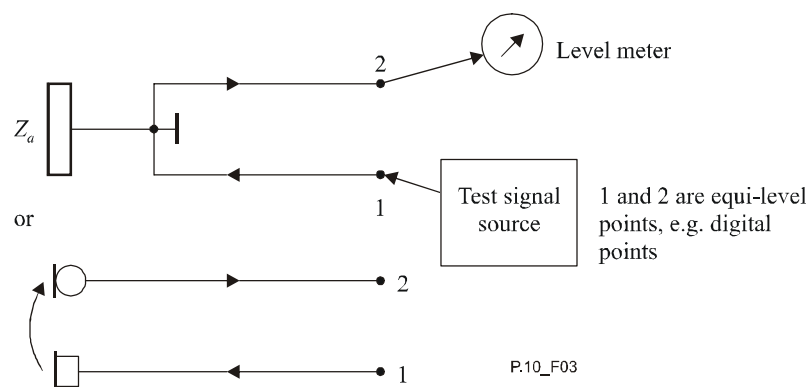 2
Level meter
Zₐ
1
Test signal
source
1 and 2 are equi-level
points, e.g. digital
points
or
2
1
P.10_F03